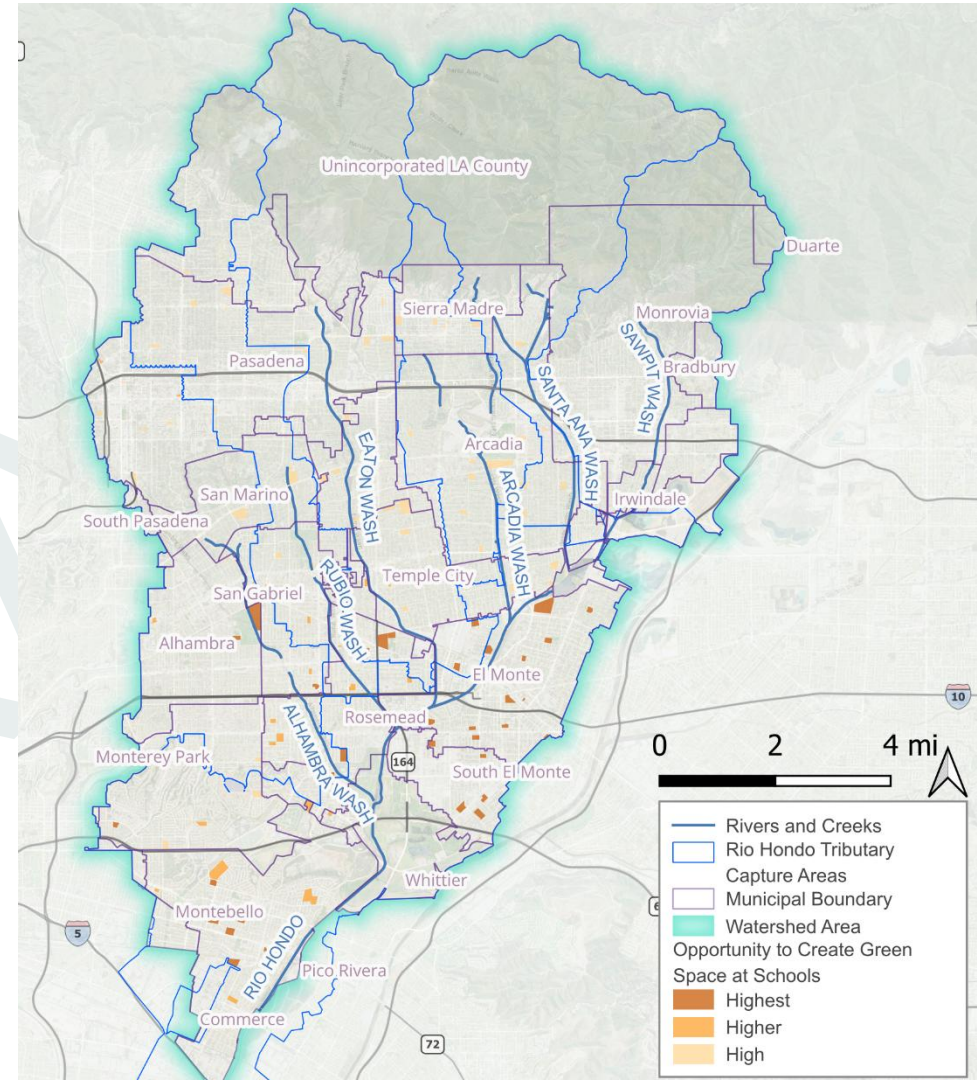 Unincorporated LA County
Duarte
Sierra Madre
Monrovia
Pasadena
Bradbury
SAWPIT WASH
SANTA ANA WASH
EATON WASH
Arcadia
ARCADIA WASH
San Marino
Irwindale
South Pasadena
RUBIO WASH
Temple City
San Gabriel
Alhambra
El Monte
10
Rosemead
ALHAMBRA WASH
Monterey Park
164
South El Monte
0 2 4 mi
Whittier
Montebello
5
RIO HONDO
Pico Rivera
Commerce
72
Rivers and Creeks
Rio Hondo Tributary
Capture Areas
Municipal Boundary
Watershed Area
Opportunity to Create Green
Space at Schools
Highest
Higher
High